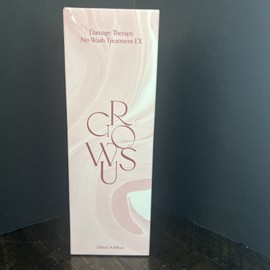 Damage Therapy
No-Wash Treatment EX
GROWUS